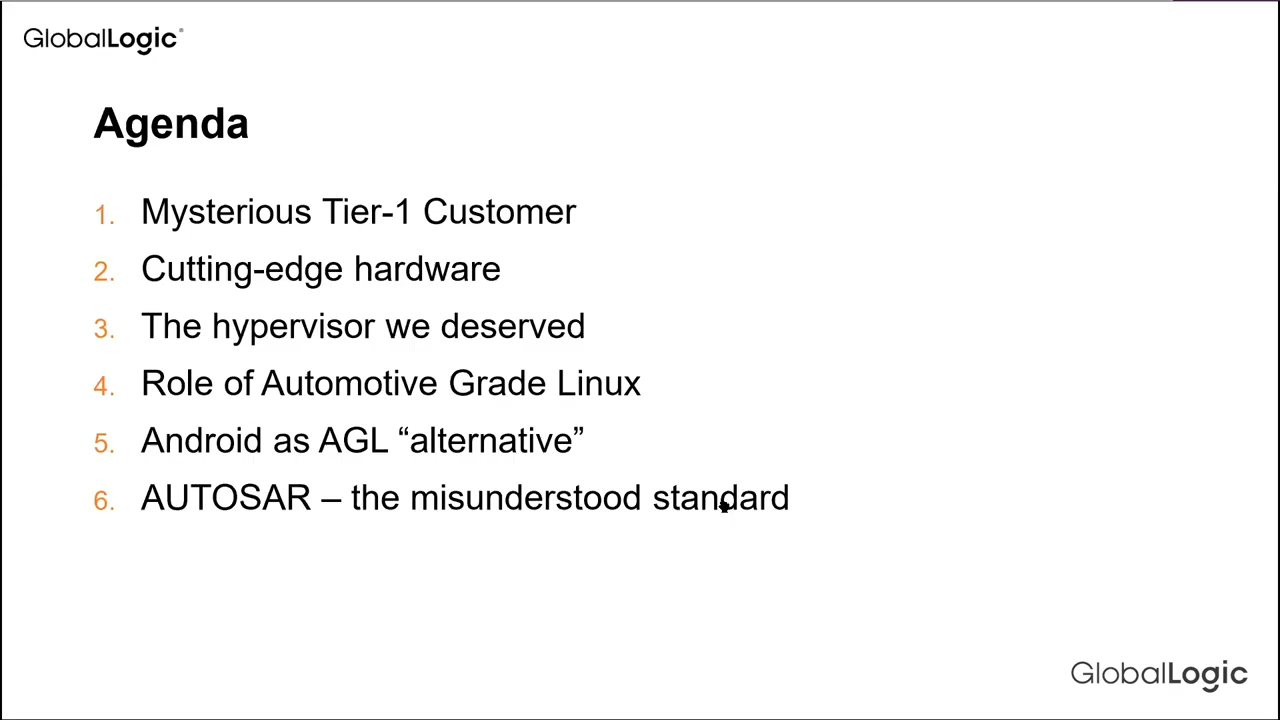 GlobalLogic®
Agenda
1. Mysterious Tier-1 Customer
2. Cutting-edge hardware
3. The hypervisor we deserved
4. Role of Automotive Grade Linux
5. Android as AGL “alternative”
6. AUTOSAR – the misunderstood standard
GlobalLogic